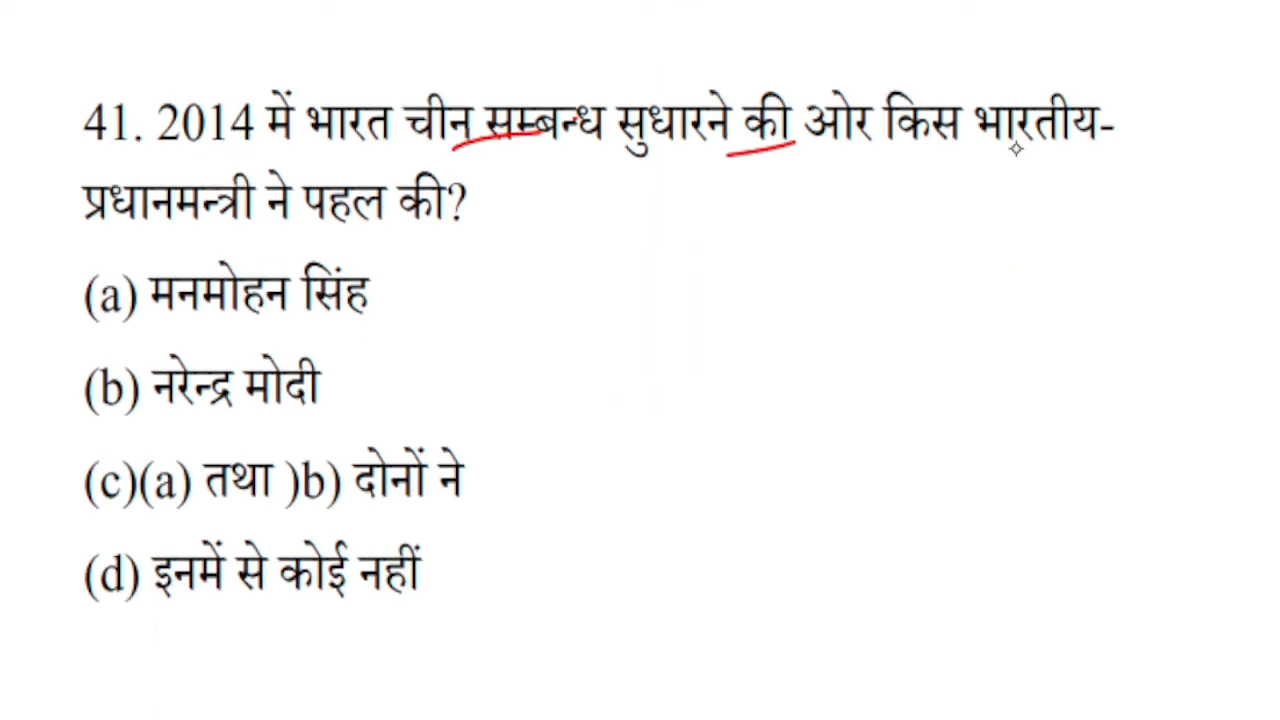 41. 2014 में भारत चीन सम्बन्ध सुधारने की ओर किस भारतीय-
प्रधानमन्त्री ने पहल की?
(a) मनमोहन सिंह
(b) नरेन्द्र मोदी
(c)(a) तथा )b) दोनों ने
(d) इनमें से कोई नहीं